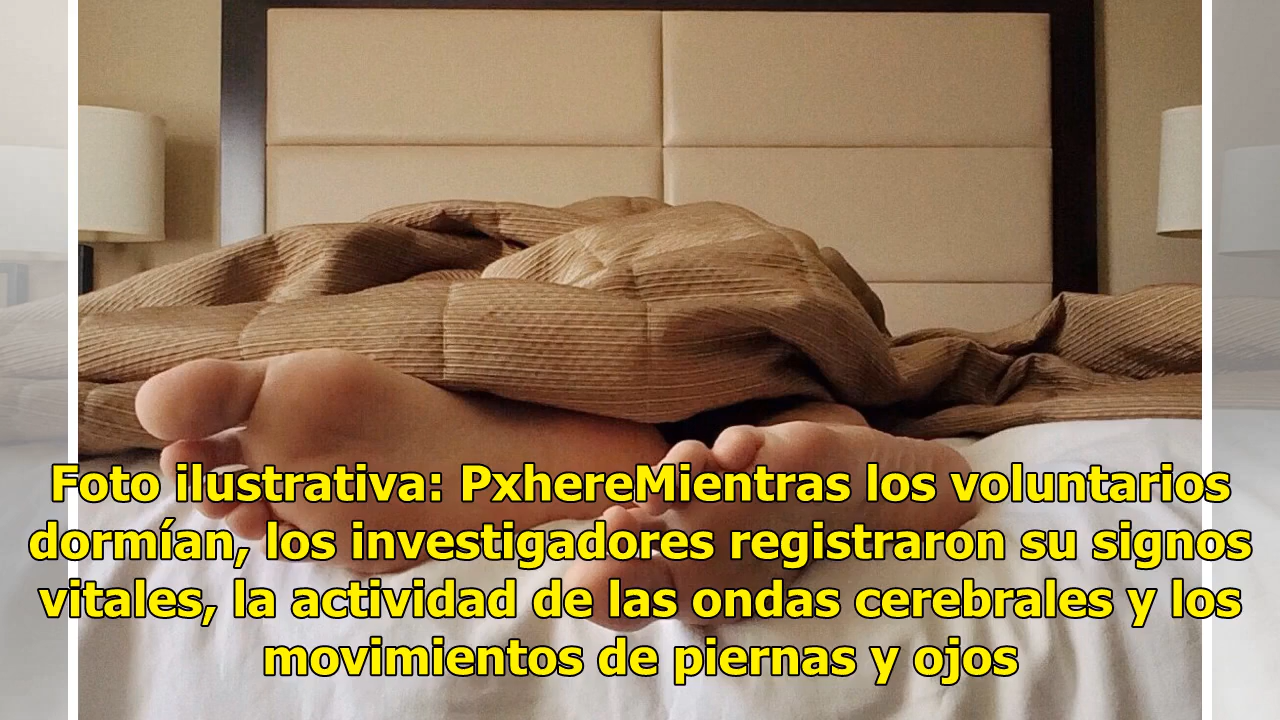 Foto ilustrativa: PxhereMientras los voluntarios
dormían, los investigadores registraron su signos
vitales, la actividad de las ondas cerebrales y los
movimientos de piernas y ojos